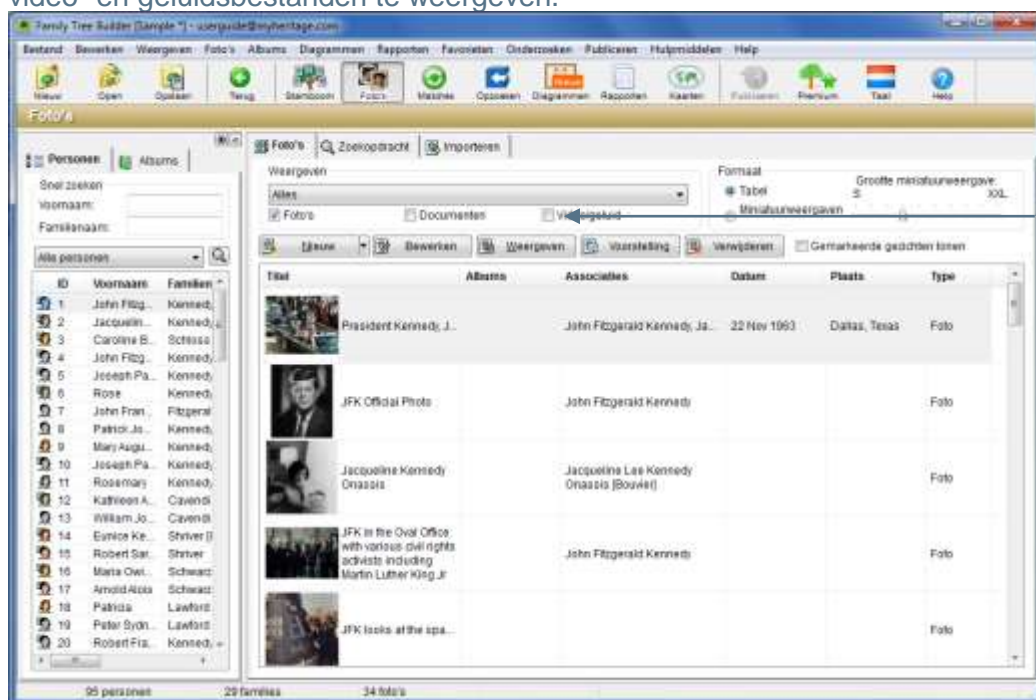 video- en geluidsbestanden te weergeven.
Family Tree Builder [Sample *] - userguide@myheritage.com
Bestand Bewerken Weergeven Foto's Albums Diagrammen Rapporten Favorieten Onderzoeken Publiceren Hulpmiddelen Help
Nieuw Open Opslaan Terug Stamboom Foto's Matches Opzoeken Diagrammen Rapporten Kaarten Publiceren Premium Taal Help
Foto's
Personen Albums
Snel zoeken
Voornaam:
Familienaam:
Alle personen
ID Voornaam Familien
1 John Fitzg... Kennedy
2 Jacquelin... Kennedy
3 Caroline B... Schloss
4 John Fitzg... Kennedy
5 Joseph Pa... Kennedy
6 Rose Kennedy
7 John Fran... Fitzgeral
8 Patrick Jo... Kennedy
9 Mary Augu... Kennedy
10 Joseph Pa... Kennedy
11 Rosemary Kennedy
12 Kathleen A... Cavendi
13 William Jo... Cavendi
14 Eunice Ke... Shriver [
15 Robert Sar... Shriver
16 Maria Owi... Schwarz
17 Arnold Alois Schwarz
18 Patricia Lawford
19 Peter Sydn... Lawford
20 Robert Fra... Kennedy
Foto's Zoekopdracht Importeren
Weergeven
Alles
Foto's Documenten
Formaat
Tabel
Miniatuurweergaven
Grootte miniatuurweergave:
S XXL
Nieuw Bewerken Weergeven Voorstelling Verwijderen Gemarkeerde gezichten tonen
Titel Albums Associaties Datum Plaats Type
President Kennedy, J... John Fitzgerald Kennedy, Ja... 22 Nov 1963 Dallas, Texas Foto
JFK Official Photo John Fitzgerald Kennedy Foto
Jacqueline Kennedy
Onassis
Jacqueline Lee Kennedy
Onassis [Bouvier]
Foto
JFK in the Oval Office
with various civil rights
activists including
Martin Luther King Jr
John Fitzgerald Kennedy
Foto
JFK looks at the spa... Foto
95 personen 29 families 34 foto's